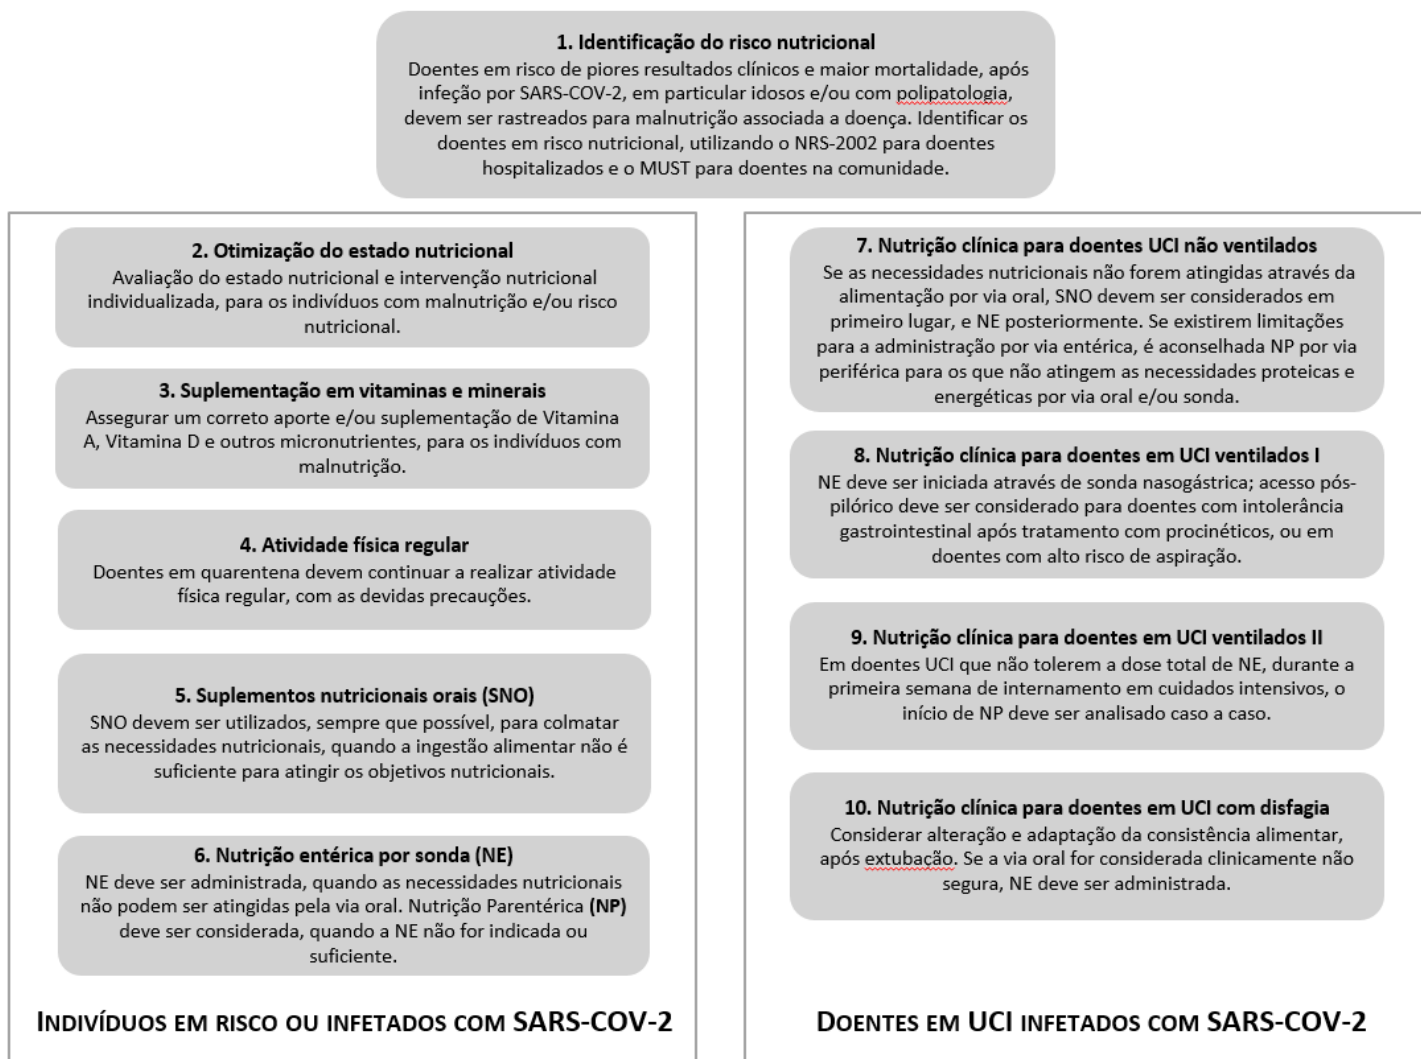 1. Identificação do risco nutricional
Doentes em risco de piores resultados clínicos e maior mortalidade, após
infeção por SARS-COV-2, em particular idosos e/ou com polipatologia,
devem ser rastreados para malnutrição associada a doença. Identificar os
doentes em risco nutricional, utilizando o NRS-2002 para doentes
hospitalizados e o MUST para doentes na comunidade.
2. Otimização do estado nutricional
Avaliação do estado nutricional e intervenção nutricional
individualizada, para os indivíduos com malnutrição e/ou risco
nutricional.
3. Suplementação em vitaminas e minerais
Assegurar um correto aporte e/ou suplementação de Vitamina
A, Vitamina D e outros micronutrientes, para os indivíduos com
malnutrição.
4. Atividade física regular
Doentes em quarentena devem continuar a realizar atividade
física regular, com as devidas precauções.
5. Suplementos nutricionais orais (SNO)
SNO devem ser utilizados, sempre que possível, para colmatar
as necessidades nutricionais, quando a ingestão alimentar não é
suficiente para atingir os objetivos nutricionais.
6. Nutrição entérica por sonda (NE)
NE deve ser administrada, quando as necessidades nutricionais
não podem ser atingidas pela via oral. Nutrição Parentérica (NP)
deve ser considerada, quando a NE não for indicada ou
suficiente.
INDIVÍDUOS EM RISCO OU INFETADOS COM SARS-COV-2
7. Nutrição clínica para doentes UCI não ventilados
Se as necessidades nutricionais não forem atingidas através da
alimentação por via oral, SNO devem ser considerados em
primeiro lugar, e NE posteriormente. Se existirem limitações
para a administração por via entérica, é aconselhada NP por via
periférica para os que não atingem as necessidades proteicas e
energéticas por via oral e/ou sonda.
8. Nutrição clínica para doentes em UCI ventilados I
NE deve ser iniciada através de sonda nasogástrica; acesso pós-
pilórico deve ser considerado para doentes com intolerância
gastrointestinal após tratamento com procinéticos, ou em
doentes com alto risco de aspiração.
9. Nutrição clínica para doentes em UCI ventilados II
Em doentes UCI que não tolerem a dose total de NE, durante a
primeira semana de internamento em cuidados intensivos, o
início de NP deve ser analisado caso a caso.
10. Nutrição clínica para doentes em UCI com disfagia
Considerar alteração e adaptação da consistência alimentar,
após extubação. Se a via oral for considerada clinicamente não
segura, NE deve ser administrada.
DOENTES EM UCI INFETADOS COM SARS-COV-2